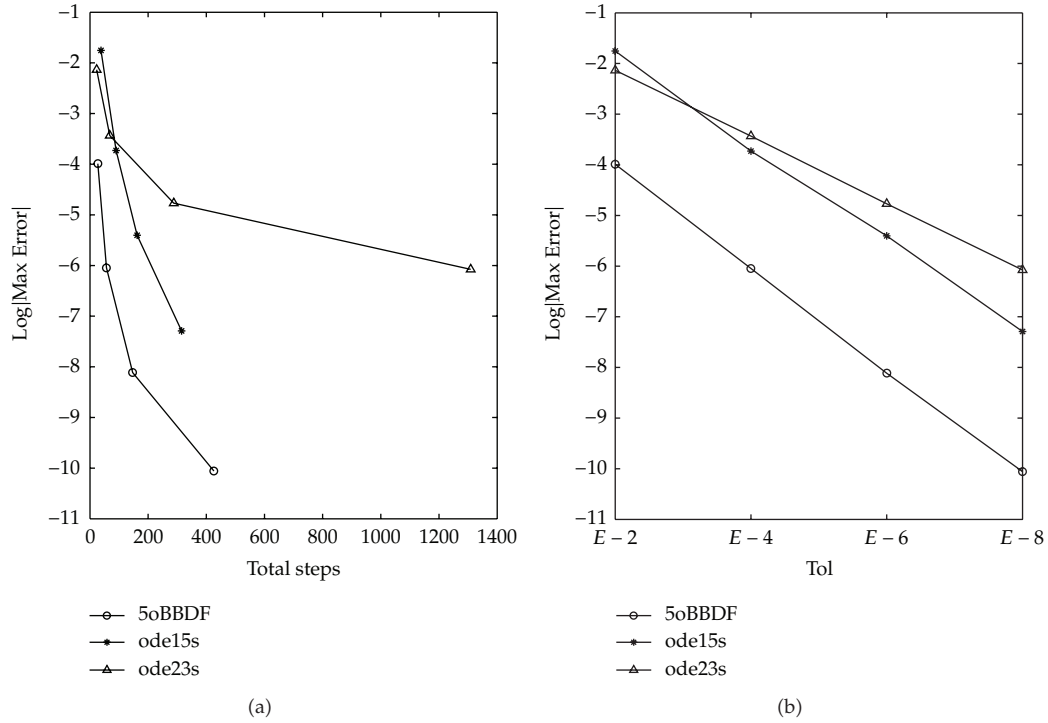 −1
−2
−3
−4
−5
−6
−7
−8
−9
−10
−11
Log|Max Error|
0 200 400 600 800 1000 1200 1400
Total steps
5oBBDF
ode15s
ode23s
(a)
−1
−2
−3
−4
−5
−6
−7
−8
−9
−10
−11
Log|Max Error|
E − 2 E − 4 E − 6 E − 8
Tol
5oBBDF
ode15s
ode23s
(b)